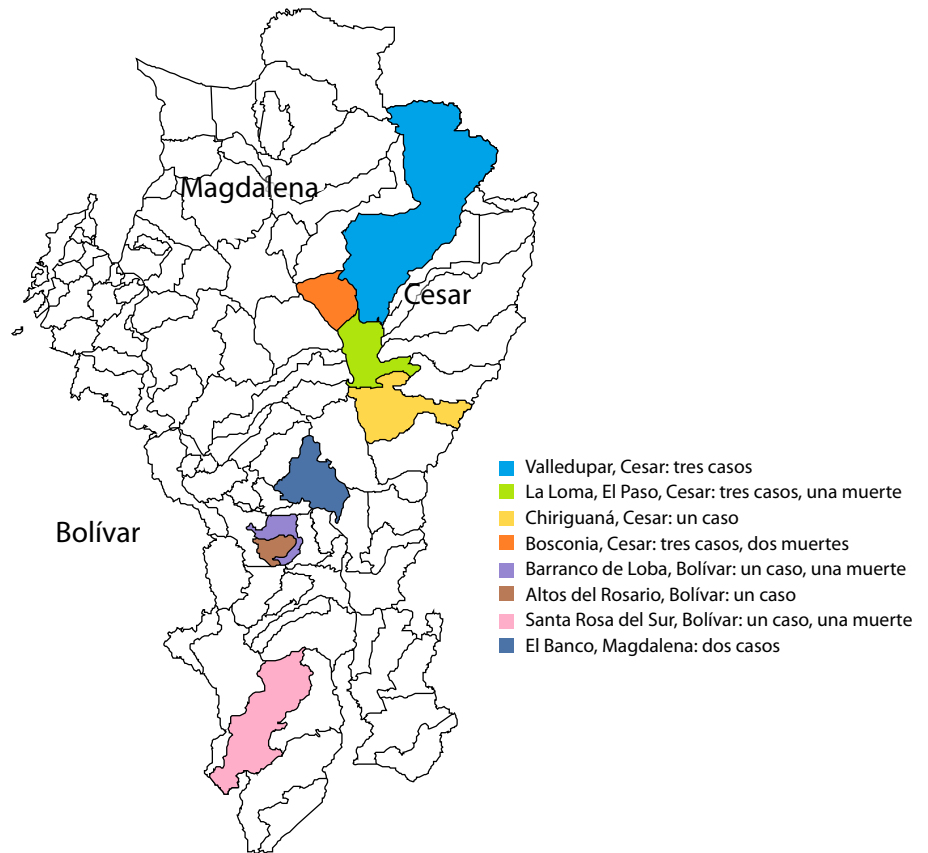 Magdalena
Cesar
Bolívar
Valledupar, Cesar: tres casos
La Loma, El Paso, Cesar: tres casos, una muerte
Chiriguaná, Cesar: un caso
Bosconia, Cesar: tres casos, dos muertes
Barranco de Loba, Bolívar: un caso, una muerte
Altos del Rosario, Bolívar: un caso
Santa Rosa del Sur, Bolívar: un caso, una muerte
El Banco, Magdalena: dos casos